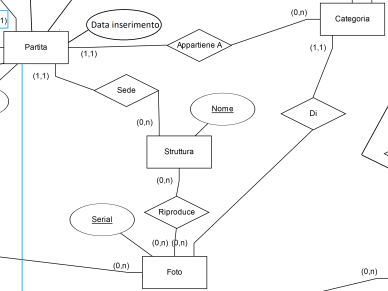 1)
Data inserimento
(0,n)
Categoria
Partita
(1,1)
Appartiene A
(1,1)
(1,1)
Sede
Nome
(0,n)
Di
Struttura
(0,n)
Riproduce
Serial
(0,n)
(0,n)
(0,n)
Foto
(0,n)